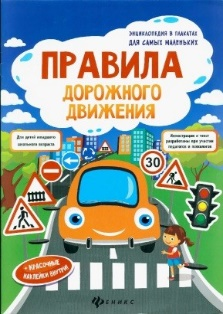 ЭНЦИКЛОПЕДИЯ В ПЛАКАТАХ
ДЛЯ САМЫХ МАЛЕНЬКИХ
ПРАВИЛА
ДОРОЖНОГО
ДВИЖЕНИЯ
Для детей младшего
школьного возраста
Иллюстрации и текст
разработаны при участии
педагогов и психологов
30
+ КРАСОЧНЫЕ
НАКЛЕЙКИ ВНУТРИ!
ФЕНИКС